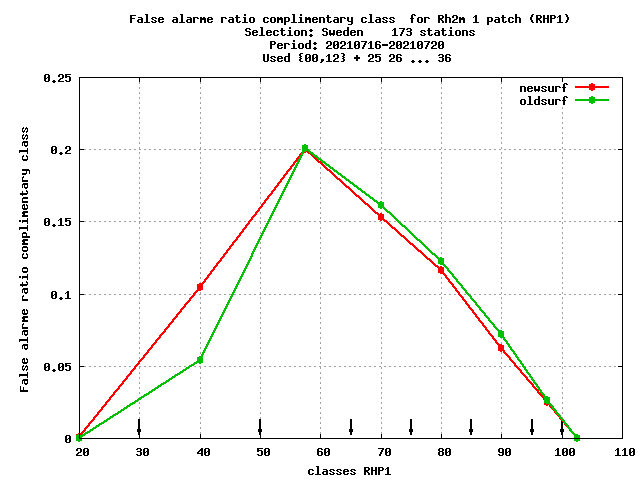 False alarme ratio complimentary class  for Rh2m 1 patch (RHP1)
Selection: Sweden    173 stations
Period: 20210716-20210720
Used {00,12} + 25 26 ... 36
newsurf
oldsurf
False alarme ratio complimentary class
0.25
0.2
0.15
0.1
0.05
0
20 30 40 50 60 70 80 90 100 110
classes RHP1